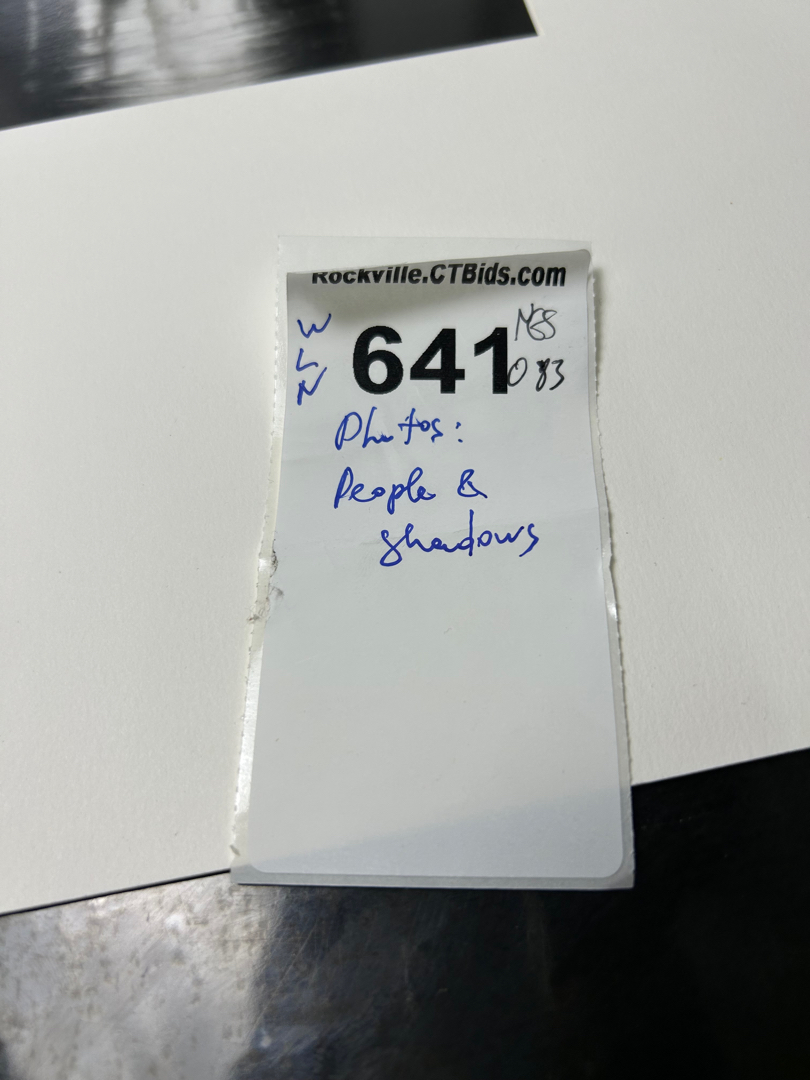 Rockville.CTBids.com
W
L
N
641
083
Photos:
People &
shadows